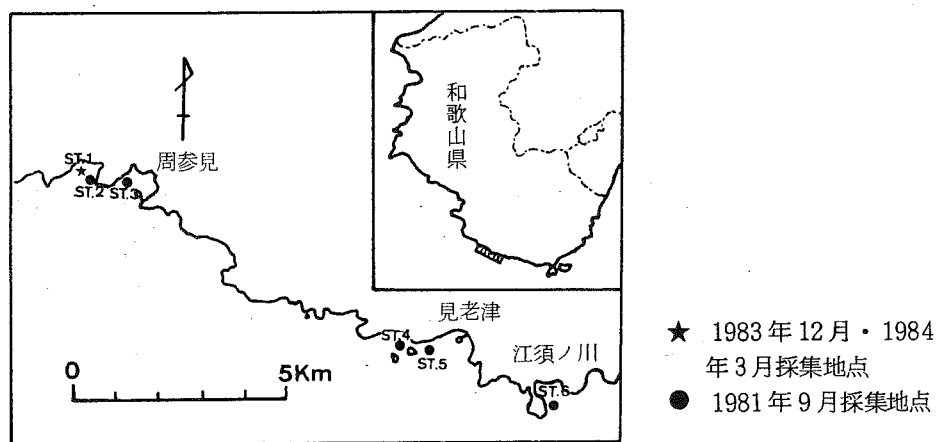 和歌山県
周参見
ST.1
ST.2 ST.3
見老津
ST.4
ST.5
江須ノ川
ST.6
0 5Km
★ 1983年12月・1984
年3月採集地点
● 1981年9月採集地点